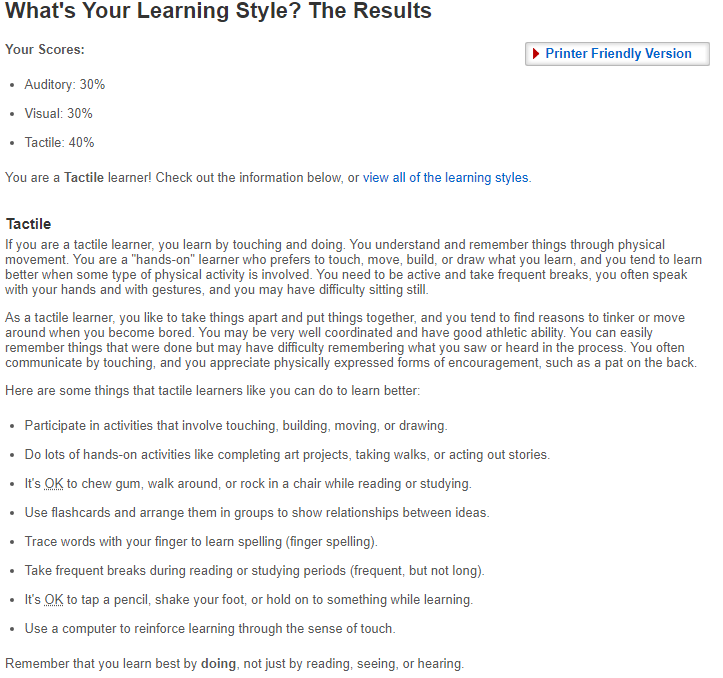 What's Your Learning Style? The Results
Your Scores:
Printer Friendly Version
Auditory: 30%
Visual: 30%
Tactile: 40%
You are a Tactile learner! Check out the information below, or view all of the learning styles.
Tactile
If you are a tactile learner, you learn by touching and doing. You understand and remember things through physical
movement. You are a "hands-on" learner who prefers to touch, move, build, or draw what you learn, and you tend to learn
better when some type of physical activity is involved. You need to be active and take frequent breaks, you often speak
with your hands and with gestures, and you may have difficulty sitting still.
As a tactile learner, you like to take things apart and put things together, and you tend to find reasons to tinker or move
around when you become bored. You may be very well coordinated and have good athletic ability. You can easily
remember things that were done but may have difficulty remembering what you saw or heard in the process. You often
communicate by touching, and you appreciate physically expressed forms of encouragement, such as a pat on the back.
Here are some things that tactile learners like you can do to learn better:
Participate in activities that involve touching, building, moving, or drawing.
Do lots of hands-on activities like completing art projects, taking walks, or acting out stories.
It's OK to chew gum, walk around, or rock in a chair while reading or studying.
Use flashcards and arrange them in groups to show relationships between ideas.
Trace words with your finger to learn spelling (finger spelling).
Take frequent breaks during reading or studying periods (frequent, but not long).
It's OK to tap a pencil, shake your foot, or hold on to something while learning.
Use a computer to reinforce learning through the sense of touch.
Remember that you learn best by doing, not just by reading, seeing, or hearing.